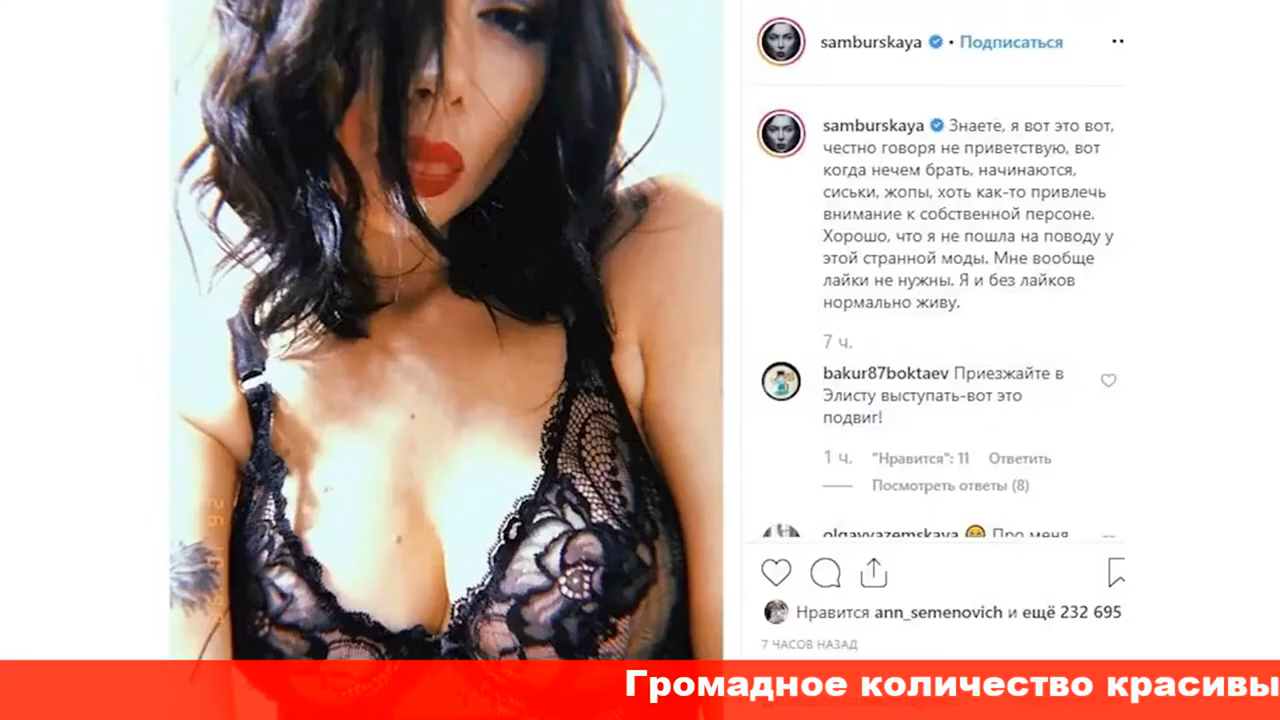 samburskaya • Подписаться
samburskaya Знаете, я вот это вот,
честно говоря не приветствую, вот
когда нечем брать, начинаются,
сиськи, жопы, хоть как-то привлечь
внимание к собственной персоне.
Хорошо, что я не пошла на поводу у
этой странной моды. Мне вообще
лайки не нужны. Я и без лайков
нормально живу.
7 ч.
bakur87boktaev Приезжайте в
Элисту выступать-вот это
подвиг!
1 ч. "Нравится": 11 Ответить
Посмотреть ответы (8)
olgavyazemskaya 😂 Про меня
Нравится ann_semenovich и ещё 232 695
7 ЧАСОВ НАЗАД
Громадное количество красивы